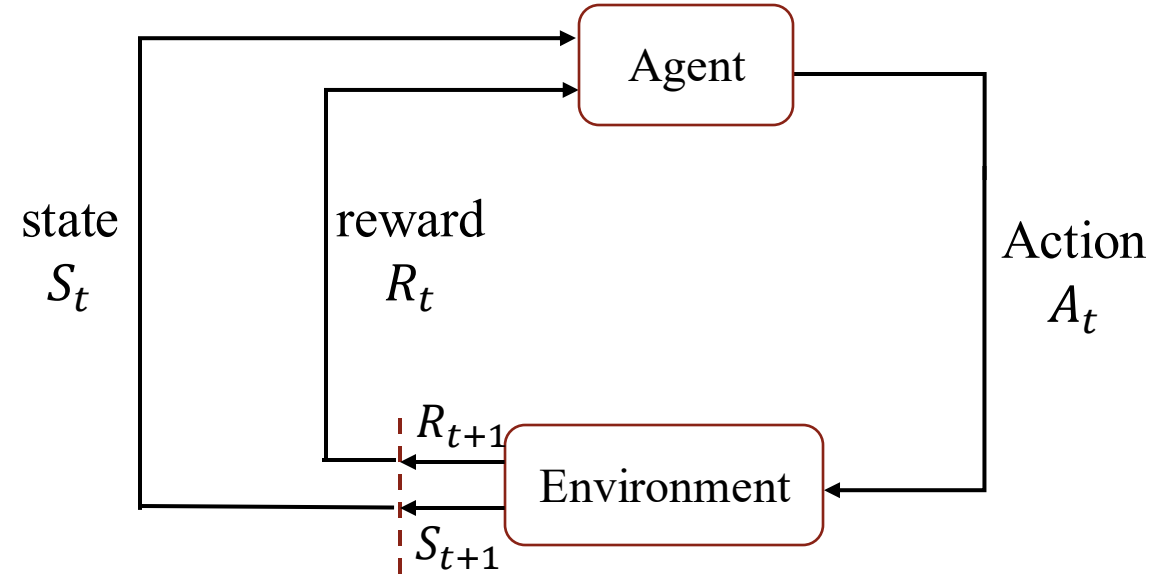 Agent
state
S_t
reward
R_t
Action
A_t
R_{t+1}
Environment
S_{t+1}